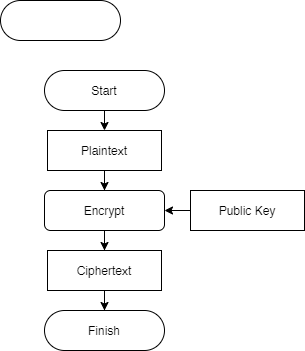 Start
Plaintext
Encrypt
Public Key
Ciphertext
Finish